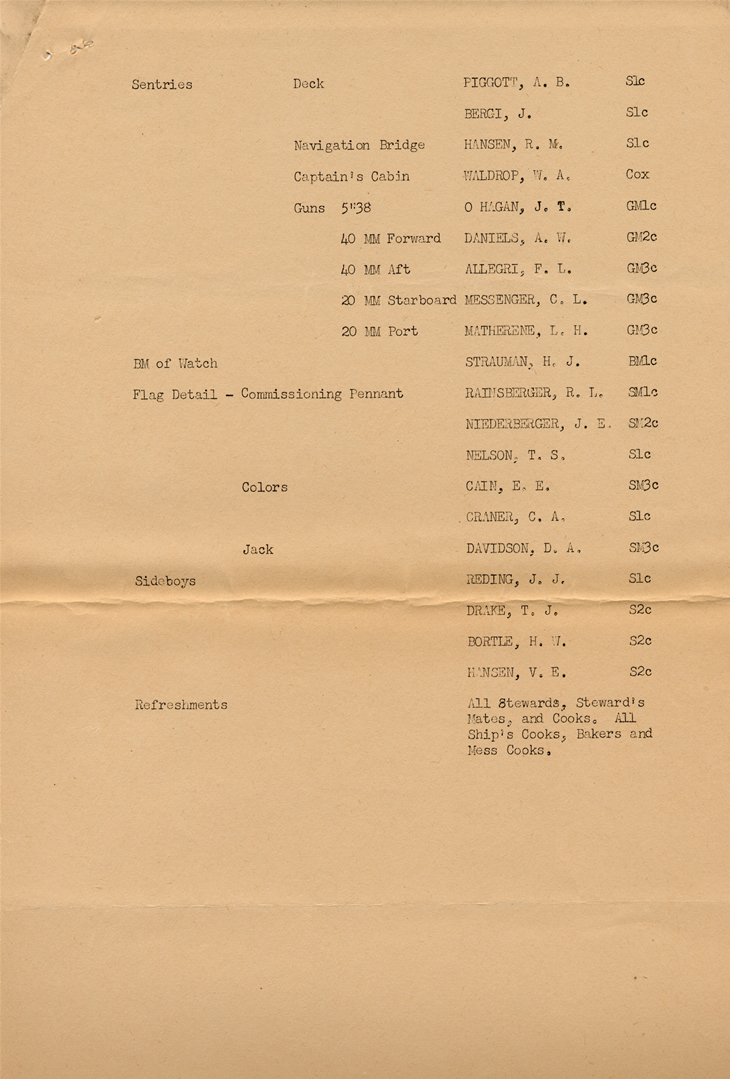 Sentries Deck PIGGOTT, A. B. S1c
BERGI, J. S1c
Navigation Bridge HANSEN, R. M. S1c
Captain's Cabin WALDROP, W. A. Cox
Guns 5"38 O HAGAN, J. T. GM1c
40 MM Forward DANIELS, A. W. GM2c
40 MM Aft ALLEGRI, F. L. GM3c
20 MM Starboard MESSENGER, C. L. GM3c
20 MM Port MATHERENE, L. H. GM3c
BM of Watch STRAUMAN, H. J. BM1c
Flag Detail - Commissioning Pennant RAINSBERGER, R. L. SM1c
NIEDERBERGER, J. E. SM2c
NELSON, T. S. S1c
Colors CAIN, E. E. SM3c
CRANER, C. A. S1c
Jack DAVIDSON, D. A. SM3c
Sideboys REDING, J. J. S1c
DRAKE, T. J. S2c
BORTLE, H. W. S2c
HANSEN, V. E. S2c
Refreshments All Stewards, Steward's
Mates, and Cooks. All
Ship's Cooks, Bakers and
Mess Cooks.